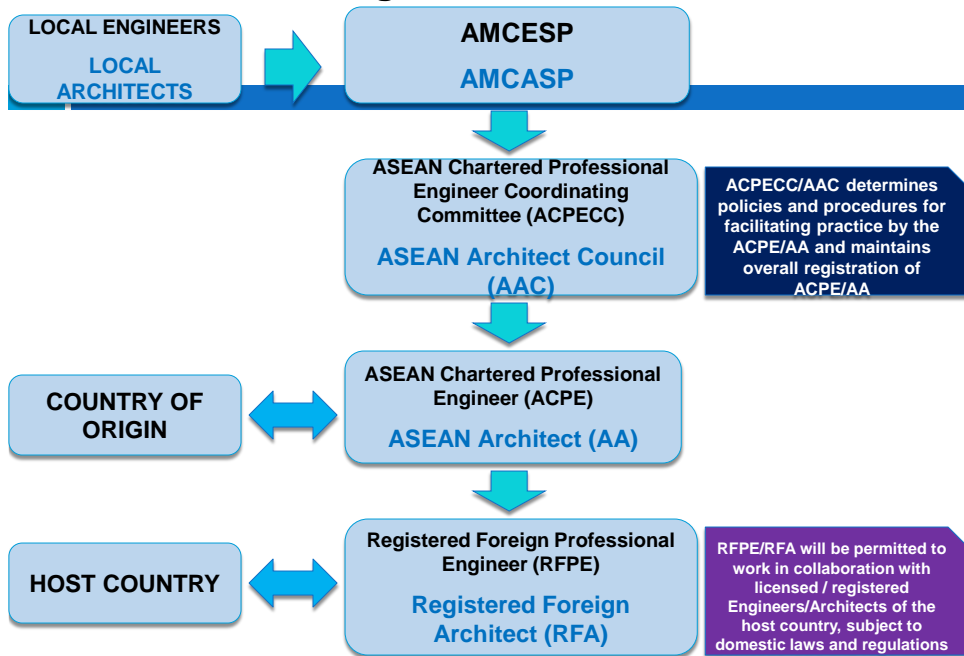 LOCAL ENGINEERS
LOCAL
ARCHITECTS
AMCESP
AMCASP
ASEAN Chartered Professional
Engineer Coordinating
Committee (ACPECC)
ASEAN Architect Council
(AAC)
ACPECC/AAC determines
policies and procedures for
facilitating practice by the
ACPE/AA and maintains
overall registration of
ACPE/AA
COUNTRY OF
ORIGIN
ASEAN Chartered Professional
Engineer (ACPE)
ASEAN Architect (AA)
HOST COUNTRY
Registered Foreign Professional
Engineer (RFPE)
Registered Foreign
Architect (RFA)
RFPE/RFA will be permitted to
work in collaboration with
licensed / registered
Engineers/Architects of the
host country, subject to
domestic laws and regulations